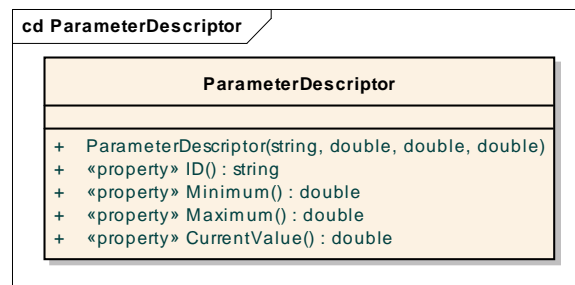 cd ParameterDescriptor
ParameterDescriptor
+ ParameterDescriptor(string, double, double, double)
+ «property» ID() : string
+ «property» Minimum() : double
+ «property» Maximum() : double
+ «property» CurrentValue() : double